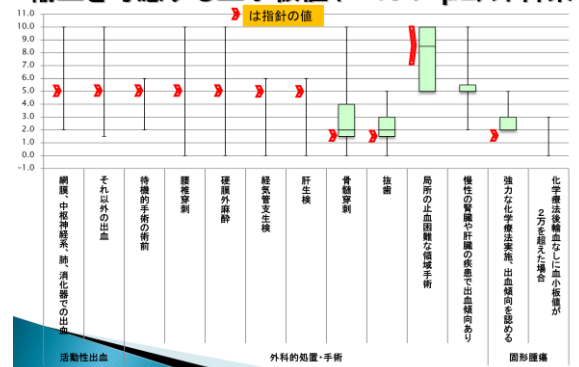 は指針の値
11.0
10.0
9.0
8.0
7.0
6.0
5.0
4.0
3.0
2.0
1.0
0.0
-1.0
網膜、中枢神経系、肺、消化器での出血
それ以外の出血
待機的手術の術前
腰椎穿刺
硬膜外麻酔
経気管支生検
肝生検
骨髄穿刺
抜歯
局所の止血困難な領域手術
慢性の腎臓や肝臓の疾患で出血傾向あり
強力な化学療法実施、出血傾向を認める
化学療法後輸血なしに血小板値が
2万を超えた場合
活動性出血
外科的処置・手術
固形腫瘍